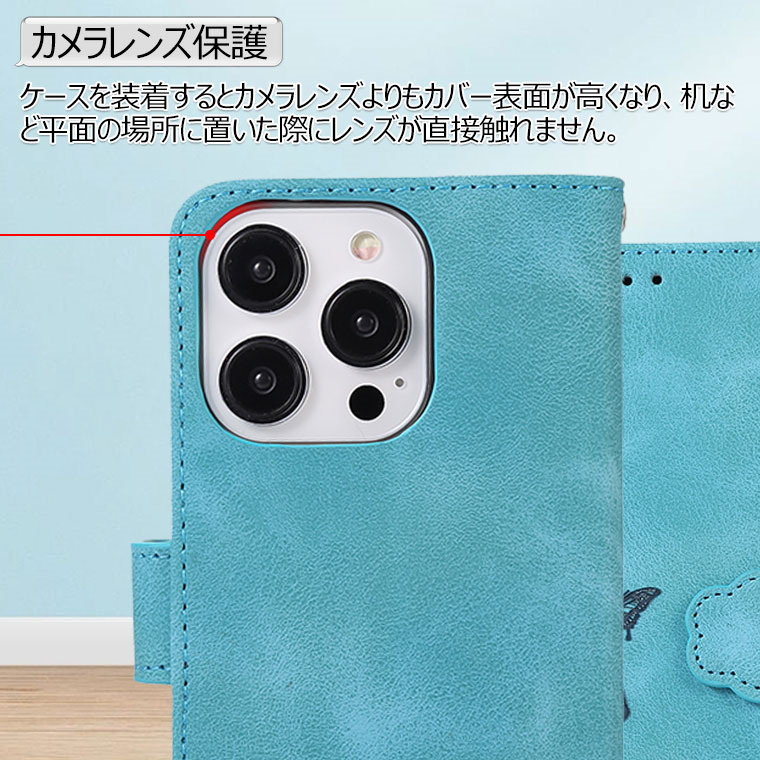 カメラレンズ保護
ケースを装着するとカメラレンズよりもカバー表面が高くなり、机な
ど平面の場所に置いた際にレンズが直接触れません。